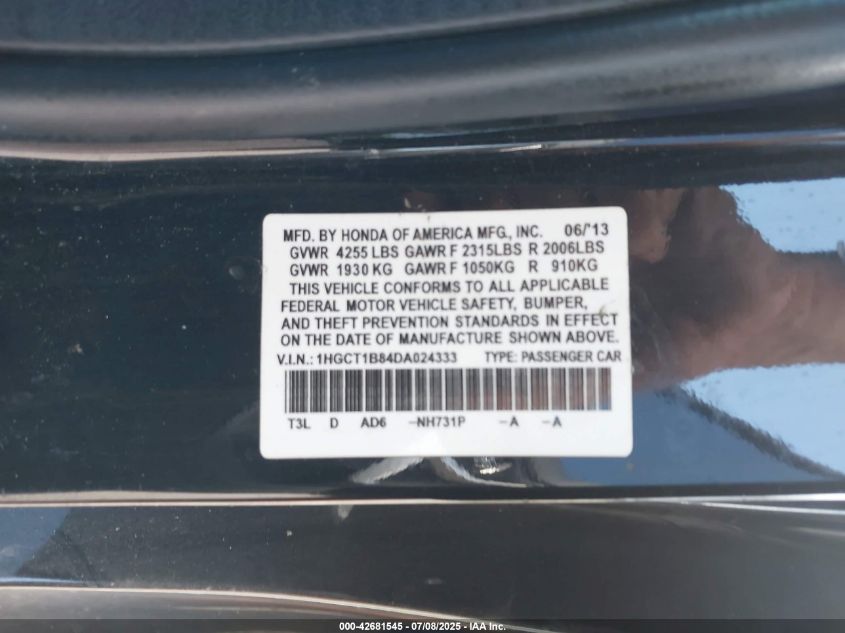 MFD. BY HONDA OF AMERICA MFG., INC. 06/'13
GVWR 4255 LBS GAWR F 2315LBS R 2006LBS
GVWR 1930 KG GAWR F 1050KG R 910KG
THIS VEHICLE CONFORMS TO ALL APPLICABLE
FEDERAL MOTOR VEHICLE SAFETY, BUMPER,
AND THEFT PREVENTION STANDARDS IN EFFECT
ON THE DATE OF MANUFACTURE SHOWN ABOVE.
V.I.N.: 1HGCT1B84DA024333 TYPE: PASSENGER CAR
T3L D AD6 -NH731P -A -A
000-42681545 - 07/08/2025 - IAA Inc.